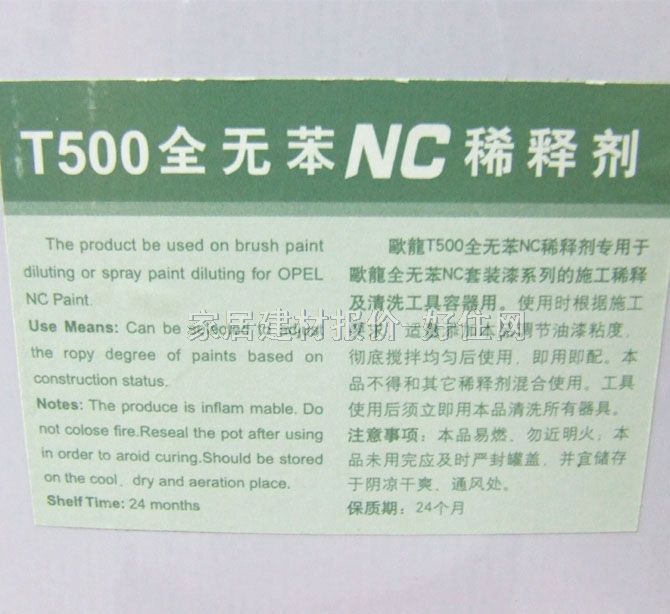 T500全无苯NC稀释剂
The product be used on brush paint
diluting or spray paint diluting for OPEL
NC Paint.
Use Means: Can be
the ropy degree of paints based on
construction status.
Notes: The produce is inflam mable. Do
not colose fire.Reseal the pot after using
in order to aroid curing.Should be stored
on the cool、dry and aeration place.
Shelf Time: 24 months
歐龍T500全无苯NC稀释剂专用于
歐龍全无苯NC套装漆系列的施工稀释
及清洗工具容器用。使用时根据施工
要求，适数添加本品调节油漆粘度，
彻底搅拌均匀后使用，即用即配。本
品不得和其它稀释剂混合使用。工具
使用后须立即用本品清洗所有器具。
注意事项：本品易燃、勿近明火；本
品未用完应及时严封罐盖，并宜储存
于阴凉干爽、通风处。
保质期：24个月
家居建材报价 好仕网